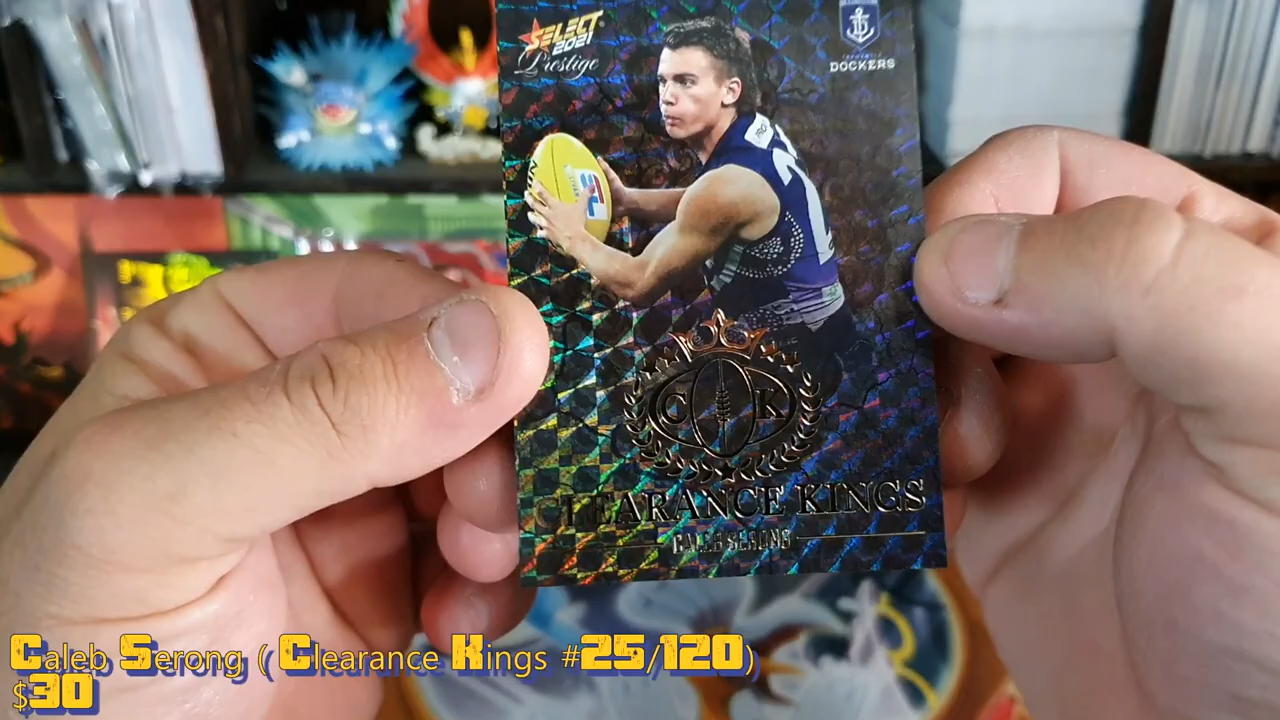 SELECT
2021
Prestige
DOCKERS
C K
CLEARANCE KINGS
CALEB SERONG
Caleb Serong ( Clearance Kings #25/120)
$30